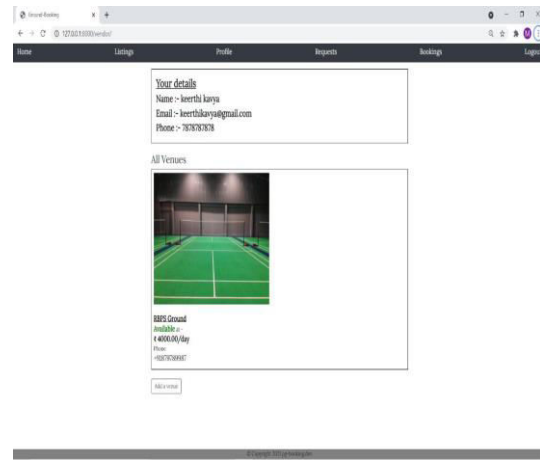 Ground-Booking
127.0.0.1:8000/vendor/
Home Listings Profile Requests Bookings Logout
Your details
Name :- keerthi kavya
Email :- keerthikavya@gmail.com
Phone :- 7878787878
All Venues
RBPS Ground
Available
₹ 4000.00/day
Phone
Add a venue
© Copyright